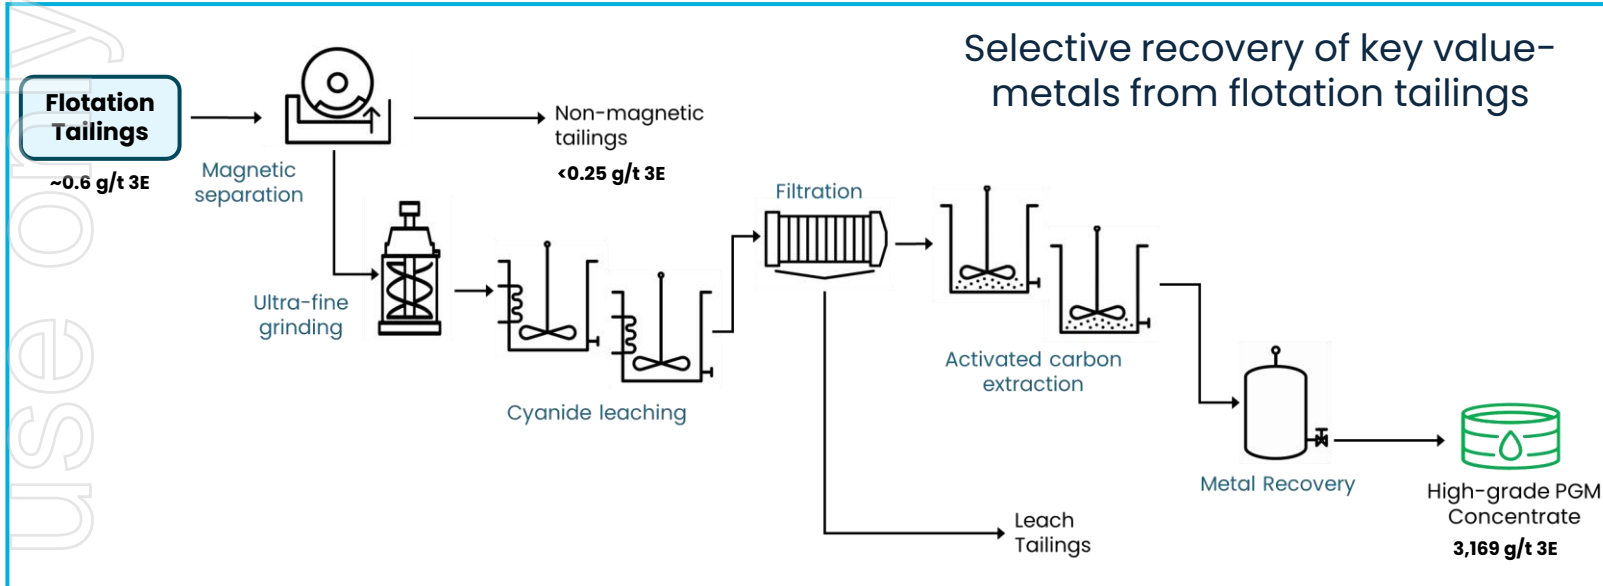 Selective recovery of key value-
metals from flotation tailings
Flotation
Tailings
~0.6 g/t 3E
Magnetic
separation
Non-magnetic
tailings
<0.25 g/t 3E
Ultra-fine
grinding
Cyanide leaching
Filtration
Activated carbon
extraction
Leach
Tailings
Metal Recovery
High-grade PGM
Concentrate
3,169 g/t 3E
use only